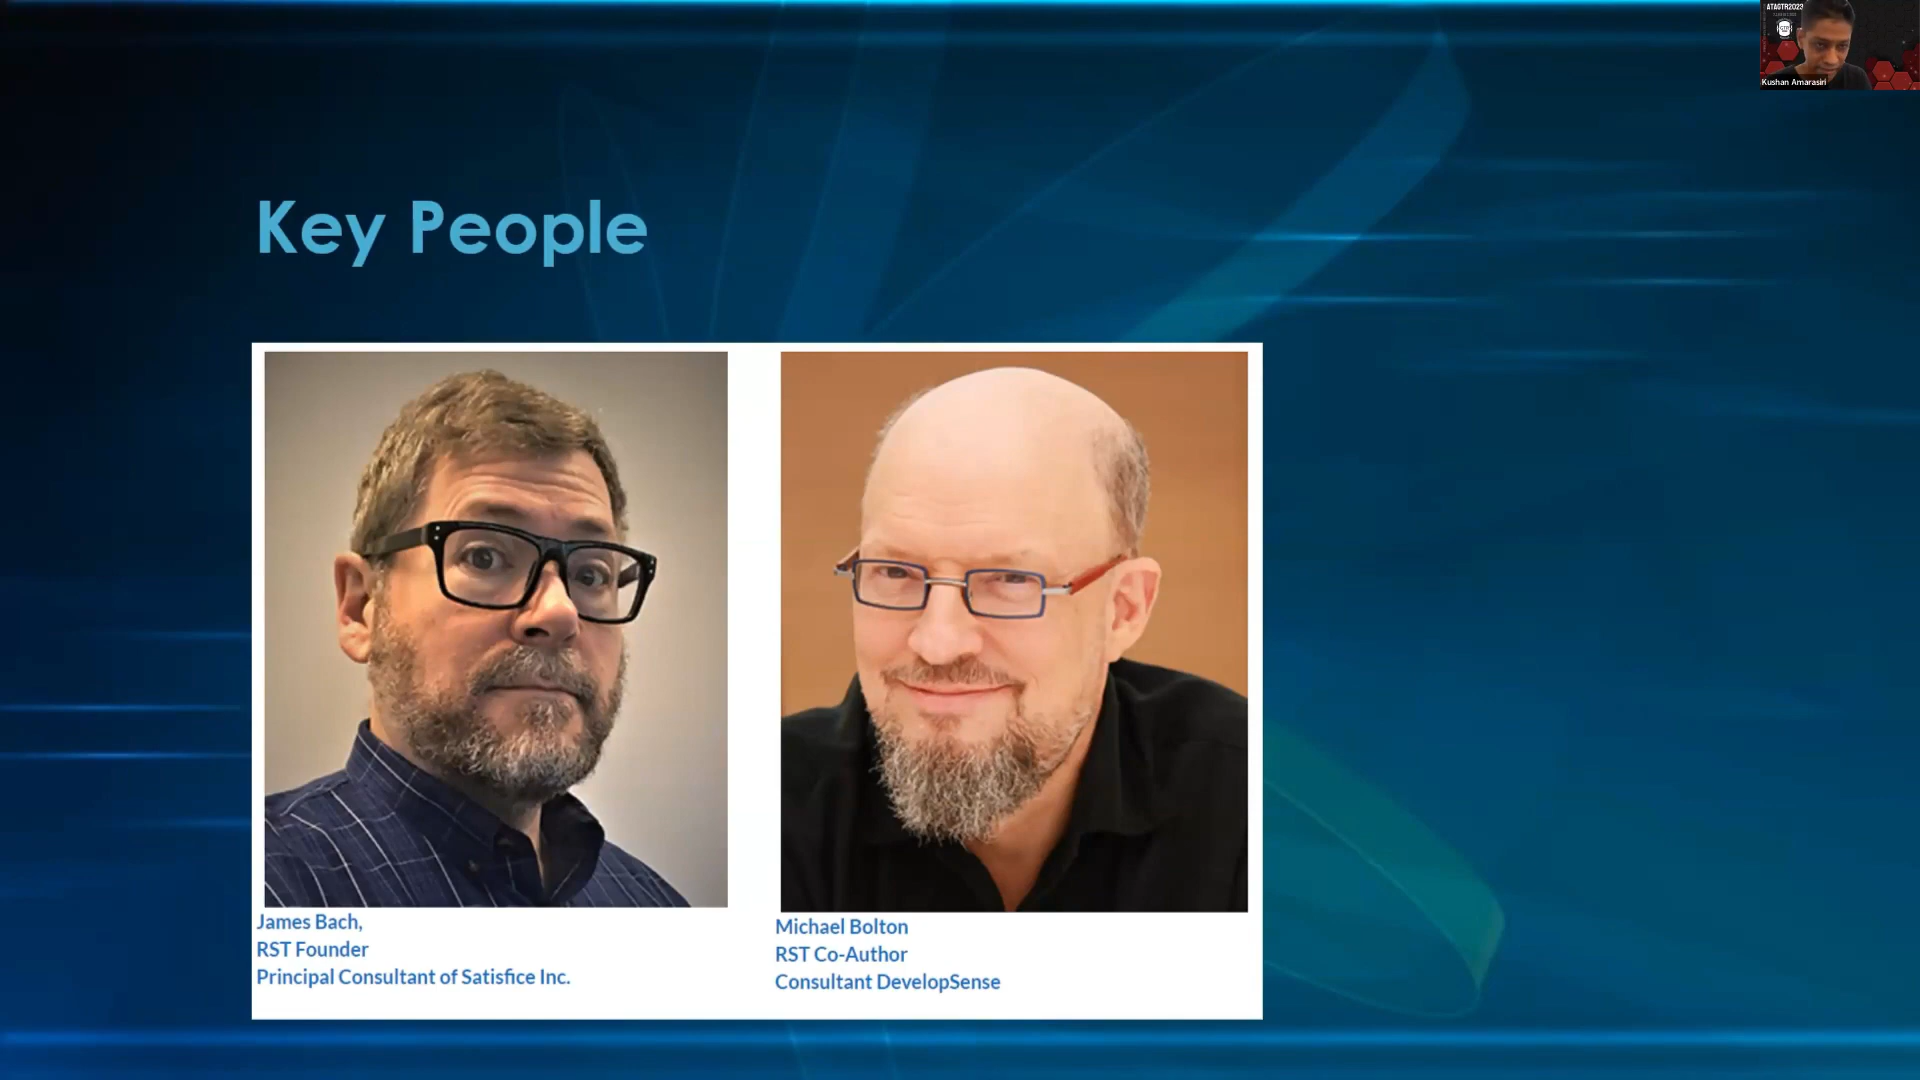 ATAGTR2023
Kushan Amarasiri
Key People
James Bach,
RST Founder
Principal Consultant of Satisfice Inc.
Michael Bolton
RST Co-Author
Consultant DevelopSense